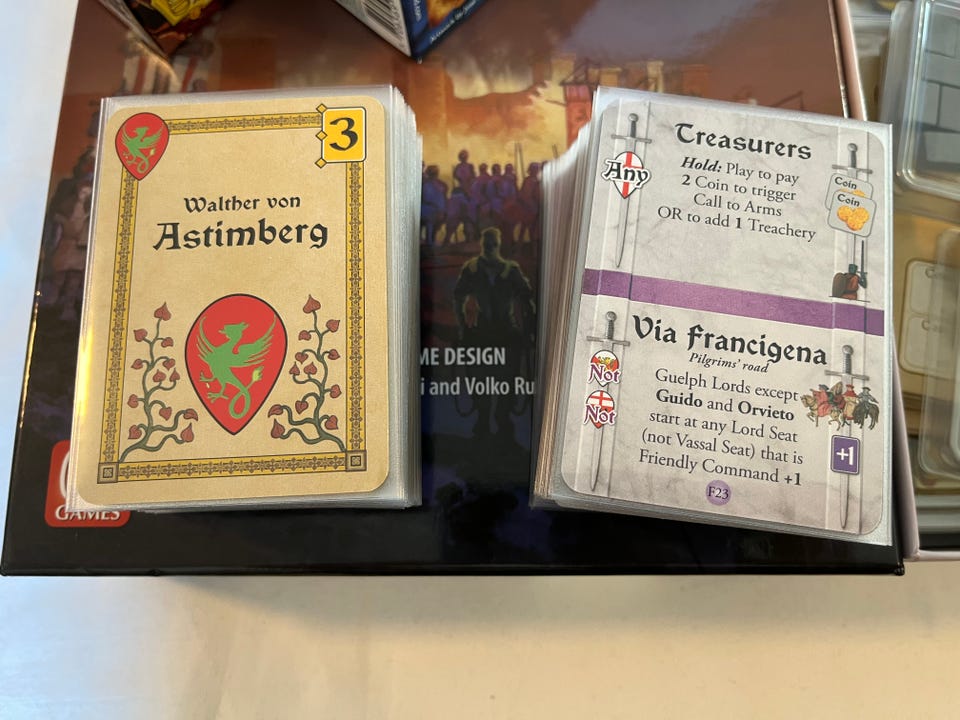 3
Walther von
Astimberg
Treasurers
Any
Hold: Play to pay
2 Coin to trigger
Call to Arms
OR to add 1 Treachery
Coin
Coin
Via Francigena
Pilgrims' road
Not
Not
Guelph Lords except
Guido and Orvieto
start at any Lord Seat
(not Vassal Seat) that is
Friendly Command +1
+1
F23
DESIGN
and Volko
GAMES